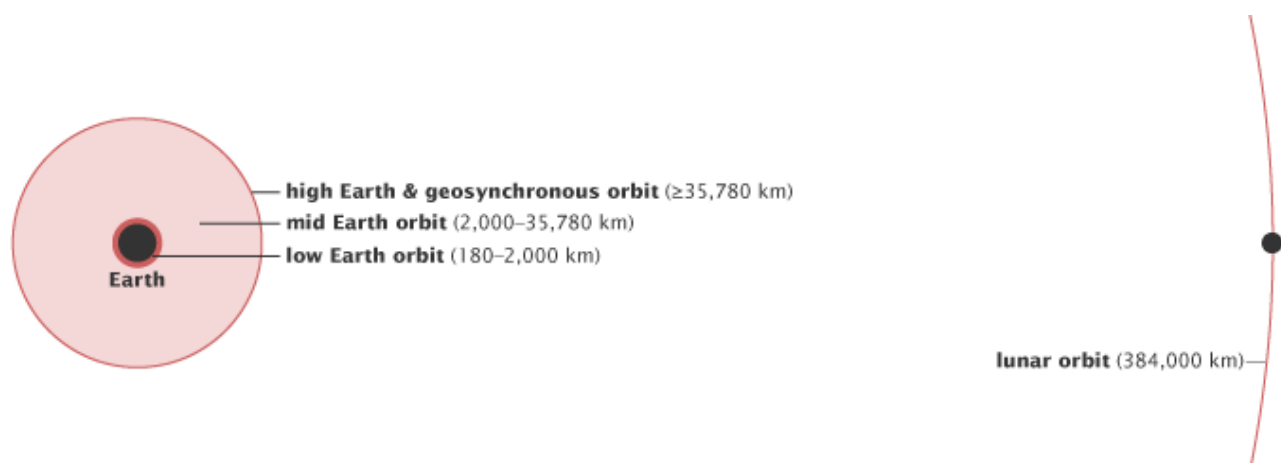 high Earth & geosynchronous orbit (≥35,780 km)
mid Earth orbit (2,000–35,780 km)
low Earth orbit (180–2,000 km)
Earth
lunar orbit (384,000 km)